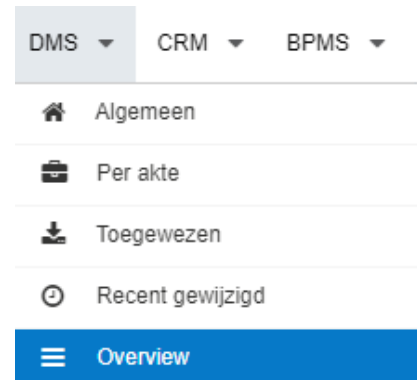 DMS CRM BPMS
Algemeen
Per akte
Toegewezen
Recent gewijzigd
Overview